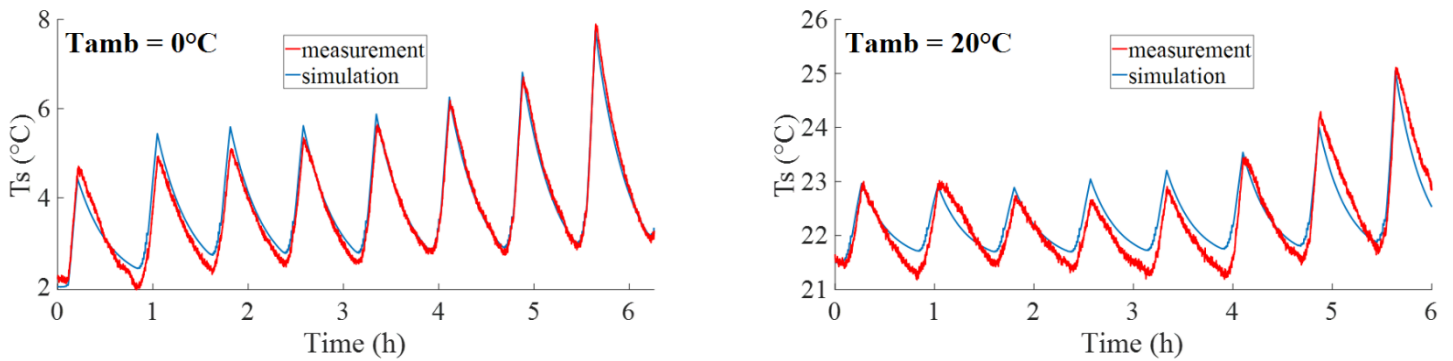 Tamb = 0°C
measurement
simulation
Ts (°C)
8
6
4
2
0 1 2 3 4 5 6
Time (h)
Tamb = 20°C
measurement
simulation
Ts (°C)
26
25
24
23
22
21
0 1 2 3 4 5 6
Time (h)